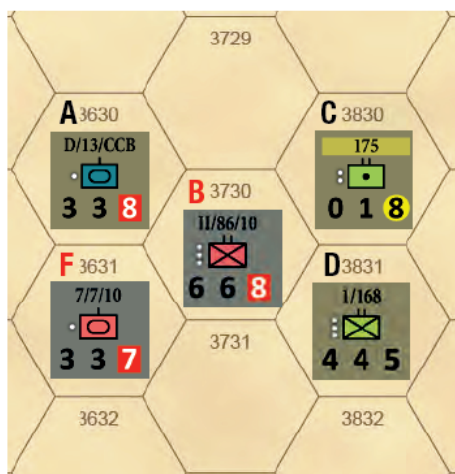 3729
A 3630
D/13/CCB
3 3 8
C 3830
175
0 1 8
B 3730
II/86/10
6 6 8
F 3631
7/7/10
3 3 7
D 3831
1/168
4 4 5
3731
3632
3832